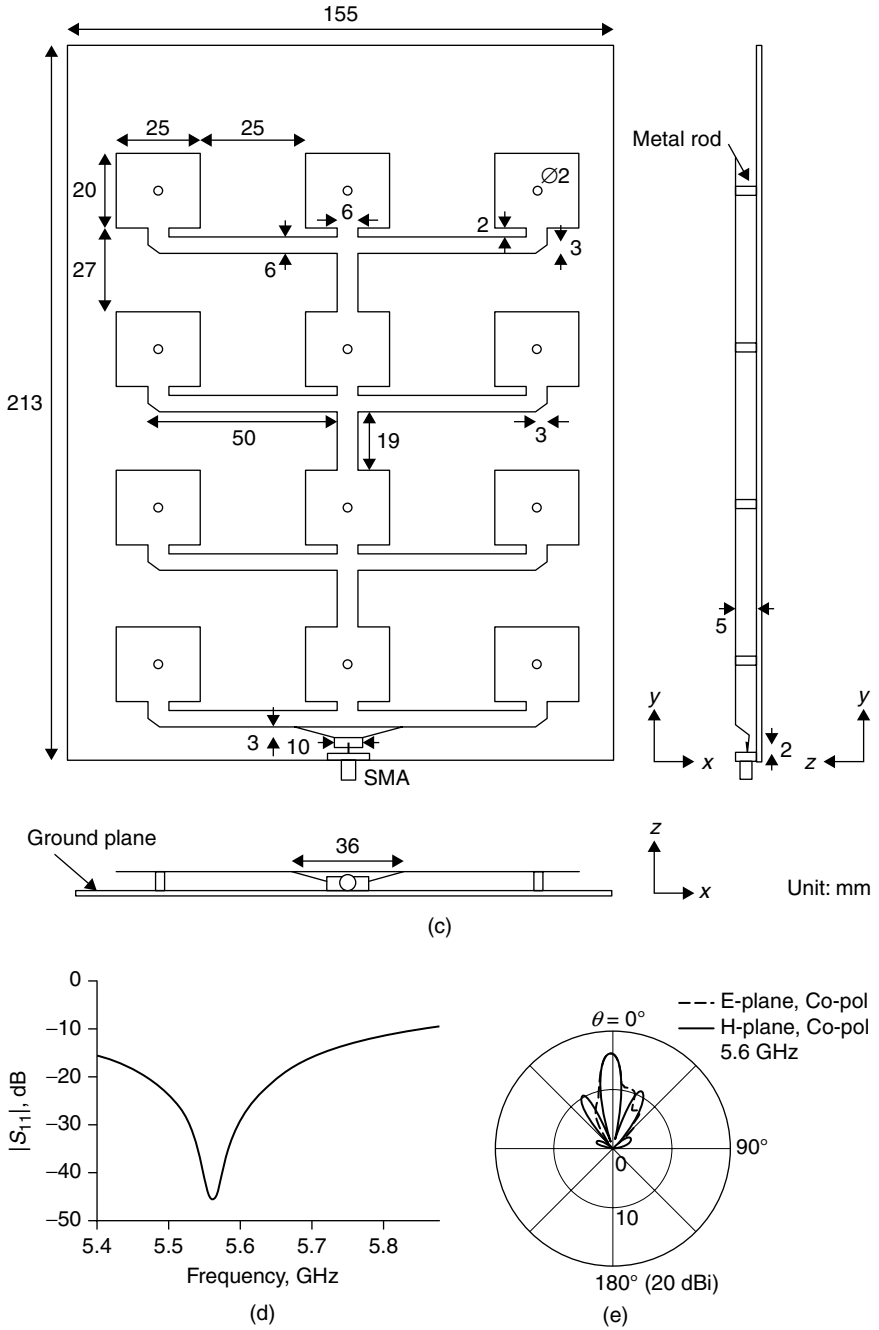 155
25
25
Metal rod
20
∅2
6
2
3
27
6
213
50
3
19
5
3
10
SMA
y
x
2
y
z
Ground plane
36
z
x
Unit: mm
(c)
0
−10
−20
−30
−40
−50
|S11|, dB
5.4
5.5
5.6
5.7
5.8
Frequency, GHz
(d)
E-plane, Co-pol
H-plane, Co-pol
5.6 GHz
θ = 0°
90°
0
10
180° (20 dBi)
(e)